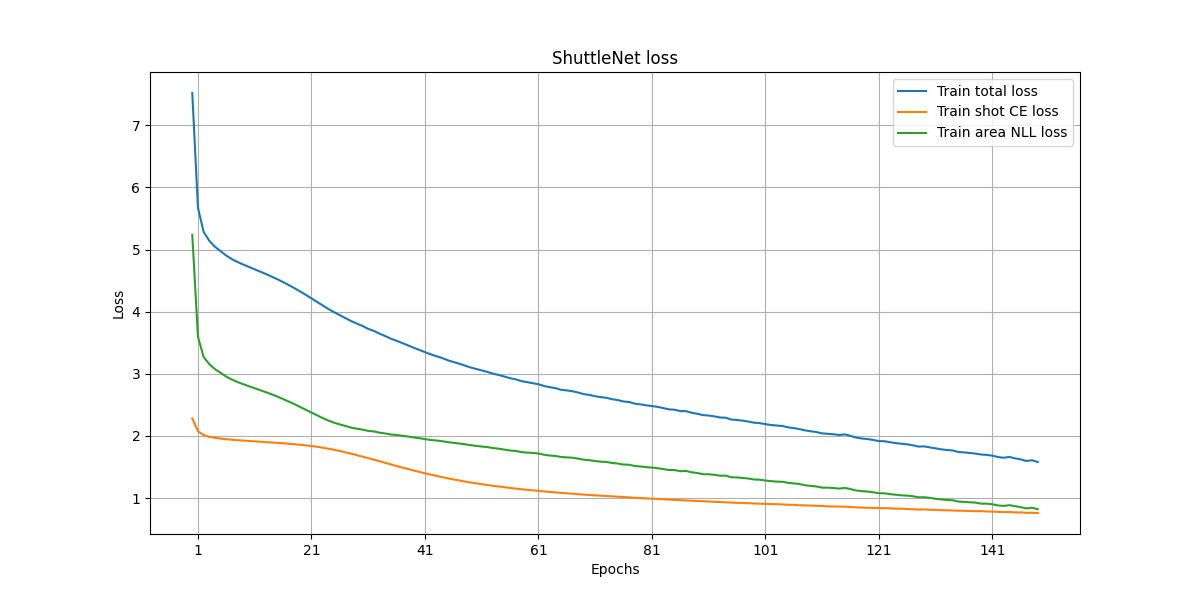 ShuttleNet loss
Train total loss
Train shot CE loss
Train area NLL loss
7
6
5
4
3
2
1
Loss
1 21 41 61 81 101 121 141
Epochs